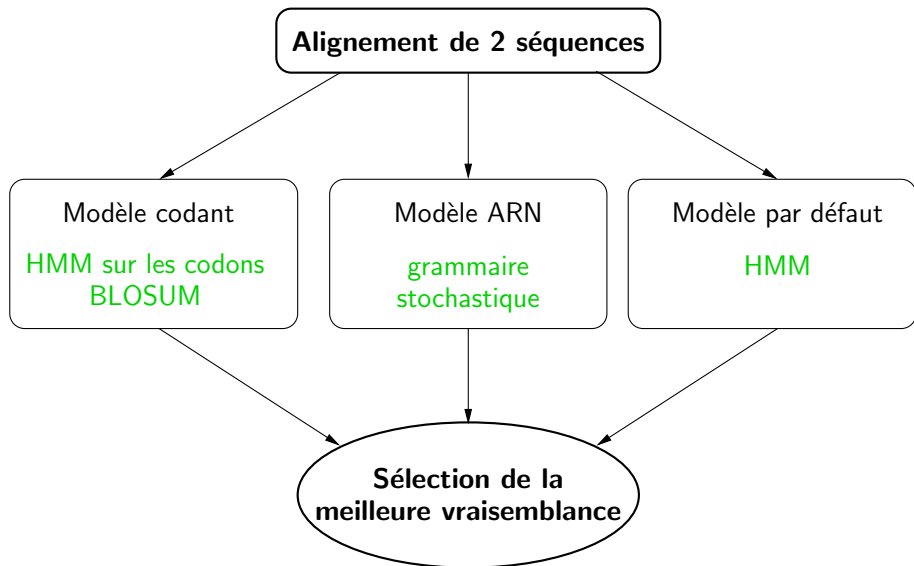 Alignement de 2 séquences
Modèle codant
HMM sur les codons
BLOSUM
Modèle ARN
grammaire
stochastique
Modèle par défaut
HMM
Sélection de la
meilleure vraisemblance